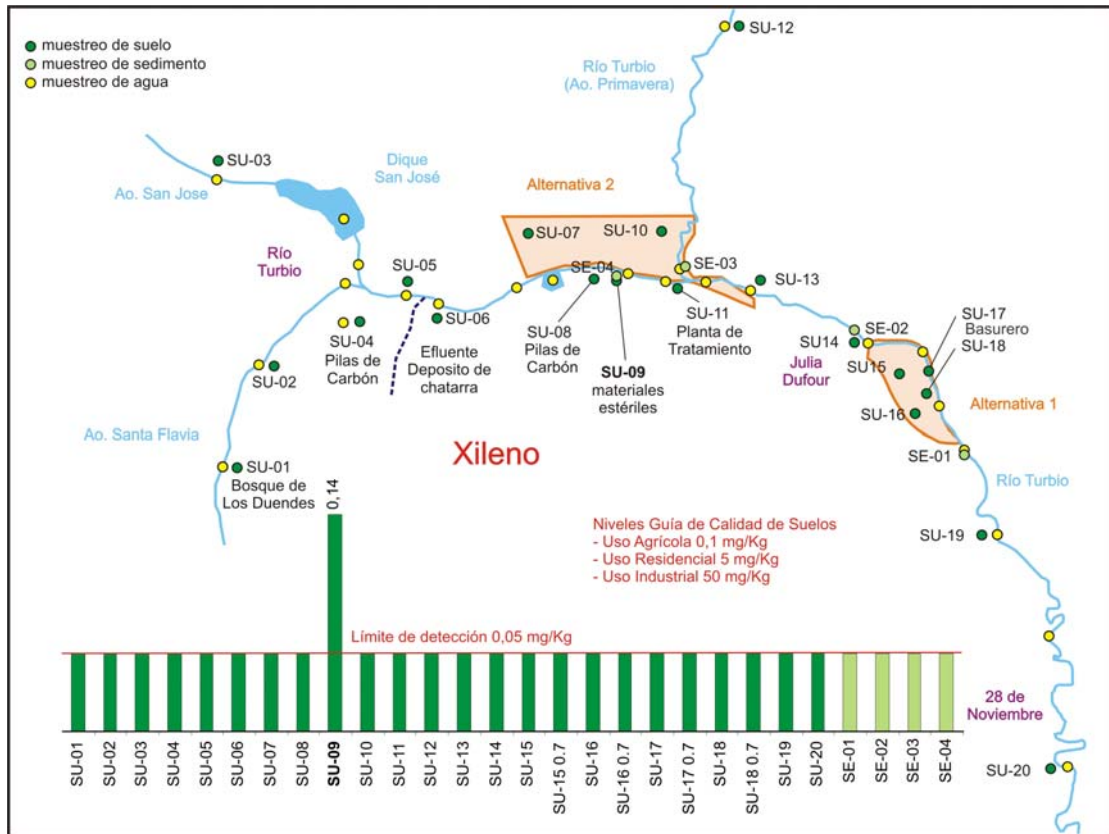 muestreo de suelo
muestreo de sedimento
muestreo de agua
SU-12
Río Turbio
(Ao. Primavera)
SU-03
Ao. San Jose
Dique
San José
Alternativa 2
SU-07
SU-10
Río
Turbio
SU-05
SE-04
SE-03
SU-13
SU-06
SU-04
Pilas de
Carbón
Efluente
Deposito de
chatarra
SU-08
Pilas de
Carbón
SU-09
materiales
estériles
SU-11
Planta de
Tratamiento
SU14
SE-02
SU-17
Basurero
SU-18
Julia
Dufour
SU15
SU-16
Alternativa 1
SU-02
Ao. Santa Flavia
SE-01
SU-01
Bosque de
Los Duendes
Xileno
Río Turbio
0,14
Niveles Guía de Calidad de Suelos
- Uso Agrícola 0,1 mg/Kg
- Uso Residencial 5 mg/Kg
- Uso Industrial 50 mg/Kg
SU-19
Límite de detección 0,05 mg/Kg
28 de
Noviembre
SU-20
SU-01
SU-02
SU-03
SU-04
SU-05
SU-06
SU-07
SU-08
SU-09
SU-10
SU-11
SU-12
SU-13
SU-14
SU-15
SU-15 0.7
SU-16
SU-16 0.7
SU-17
SU-17 0.7
SU-18
SU-18 0.7
SU-19
SU-20
SE-01
SE-02
SE-03
SE-04